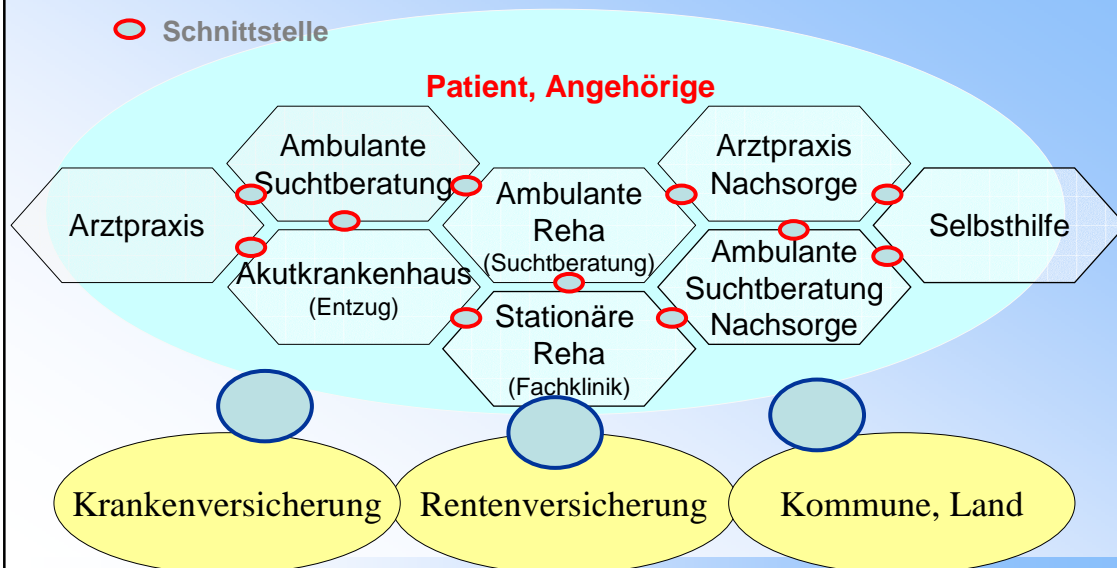 Schnittstelle
Patient, Angehörige
Arztpraxis
Ambulante
Suchtberatung
Akutkrankenhaus
(Entzug)
Ambulante
Reha
(Suchtberatung)
Stationäre
Reha
(Fachklinik)
Arztpraxis
Nachsorge
Ambulante
Suchtberatung
Nachsorge
Selbsthilfe
Krankenversicherung
Rentenversicherung
Kommune, Land